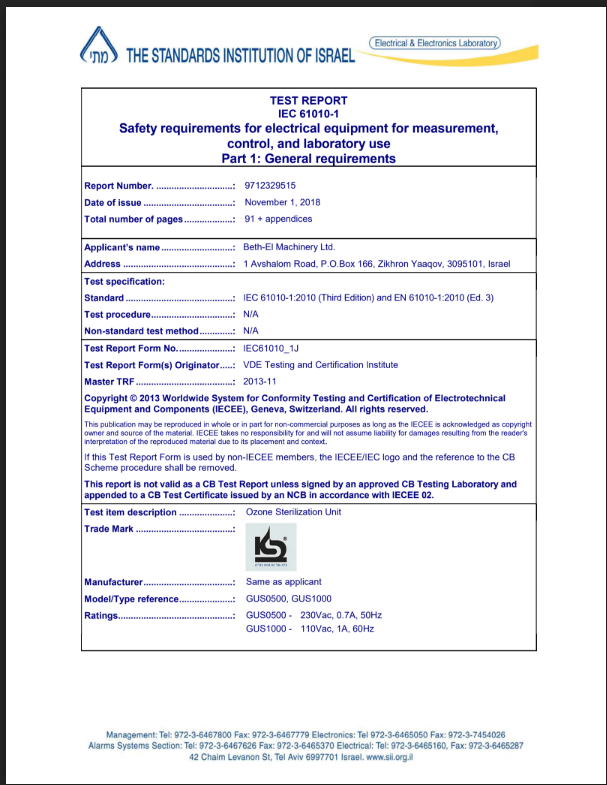 מתי
THE STANDARDS INSTITUTION OF ISRAEL
Electrical & Electronics Laboratory
TEST REPORT
IEC 61010-1
Safety requirements for electrical equipment for measurement,
control, and laboratory use
Part 1: General requirements
Report Number. ............................: 9712329515
Date of issue .................................: November 1, 2018
Total number of pages ..................: 91 + appendices
Applicant's name ..........................: Beth-El Machinery Ltd.
Address ........................................: 1 Avshalom Road, P.O.Box 166, Zikhron Yaaqov, 3095101, Israel
Test specification:
Standard .......................................: IEC 61010-1:2010 (Third Edition) and EN 61010-1:2010 (Ed. 3)
Test procedure..............................: N/A
Non-standard test method............: N/A
Test Report Form No....................: IEC61010_1J
Test Report Form(s) Originator.....: VDE Testing and Certification Institute
Master TRF ...................................: 2013-11
Copyright © 2013 Worldwide System for Conformity Testing and Certification of Electrotechnical
Equipment and Components (IECEE), Geneva, Switzerland. All rights reserved.
This publication may be reproduced in whole or in part for non-commercial purposes as long as the IECEE is acknowledged as copyright
owner and source of the material. IECEE takes no responsibility for and will not assume liability for damages resulting from the reader's
interpretation of the reproduced material due to its placement and context.
If this Test Report Form is used by non-IECEE members, the IECEE/IEC logo and the reference to the CB
Scheme procedure shall be removed.
This report is not valid as a CB Test Report unless signed by an approved CB Testing Laboratory and
appended to a CB Test Certificate issued by an NCB in accordance with IECEE 02.
Test item description ....................: Ozone Sterilization Unit
Trade Mark ...................................:
®
Manufacturer................................: Same as applicant
Model/Type reference...................: GUS0500, GUS1000
Ratings.........................................: GUS0500 - 230Vac, 0.7A, 50Hz
GUS1000 - 110Vac, 1A, 60Hz
Management: Tel: 972-3-6467800 Fax: 972-3-6467779 Electronics: Tel 972-3-6465050 Fax: 972-3-7454026
Alarms Systems Section: Tel: 972-3-6467626 Fax: 972-3-6465370 Electrical: Tel: 972-3-6465160, Fax: 972-3-6465287
42 Chaim Levanon St, Tel Aviv 6997701 Israel. www.sii.org.il